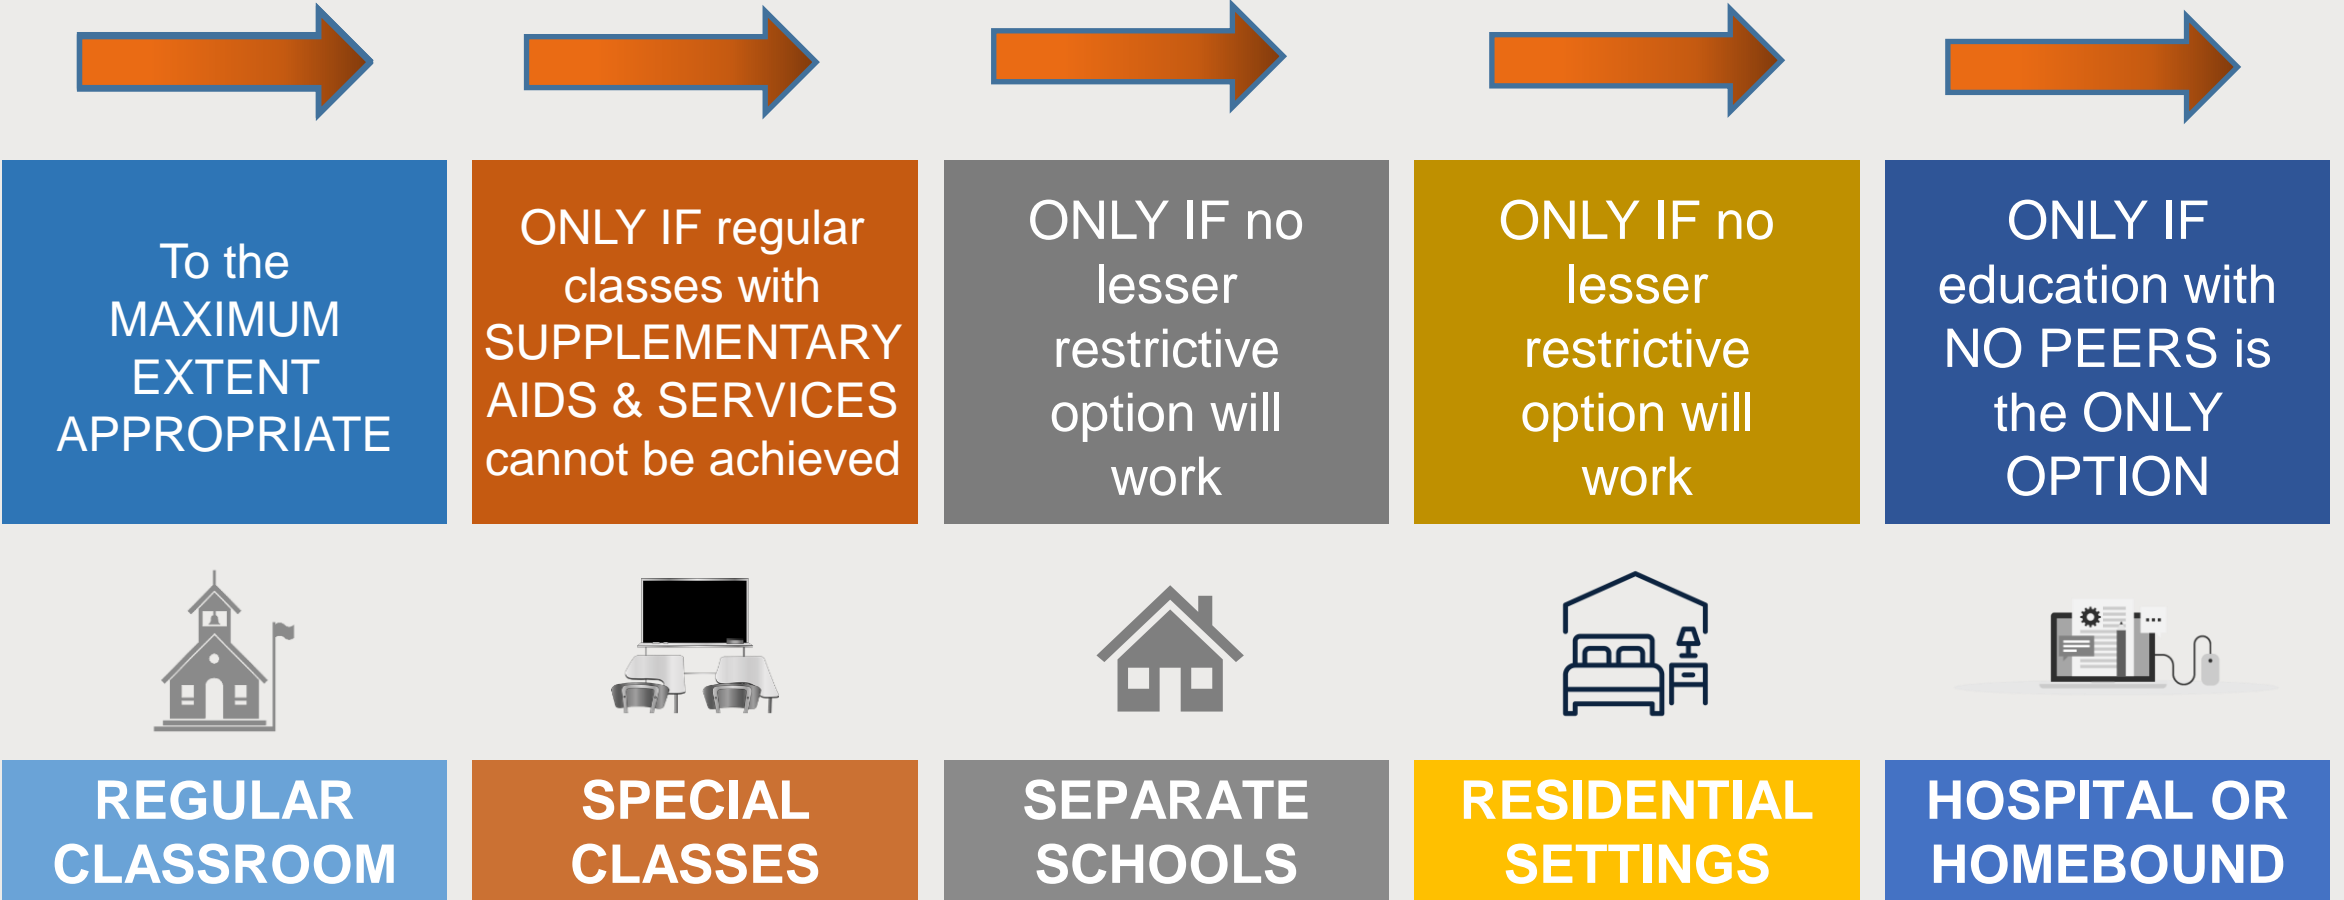 To the
MAXIMUM
EXTENT
APPROPRIATE
ONLY IF regular
classes with
SUPPLEMENTARY
AIDS & SERVICES
cannot be achieved
ONLY IF no
lesser
restrictive
option will
work
ONLY IF no
lesser
restrictive
option will
work
ONLY IF
education with
NO PEERS is
the ONLY
OPTION
REGULAR
CLASSROOM
SPECIAL
CLASSES
SEPARATE
SCHOOLS
RESIDENTIAL
SETTINGS
HOSPITAL OR
HOMEBOUND